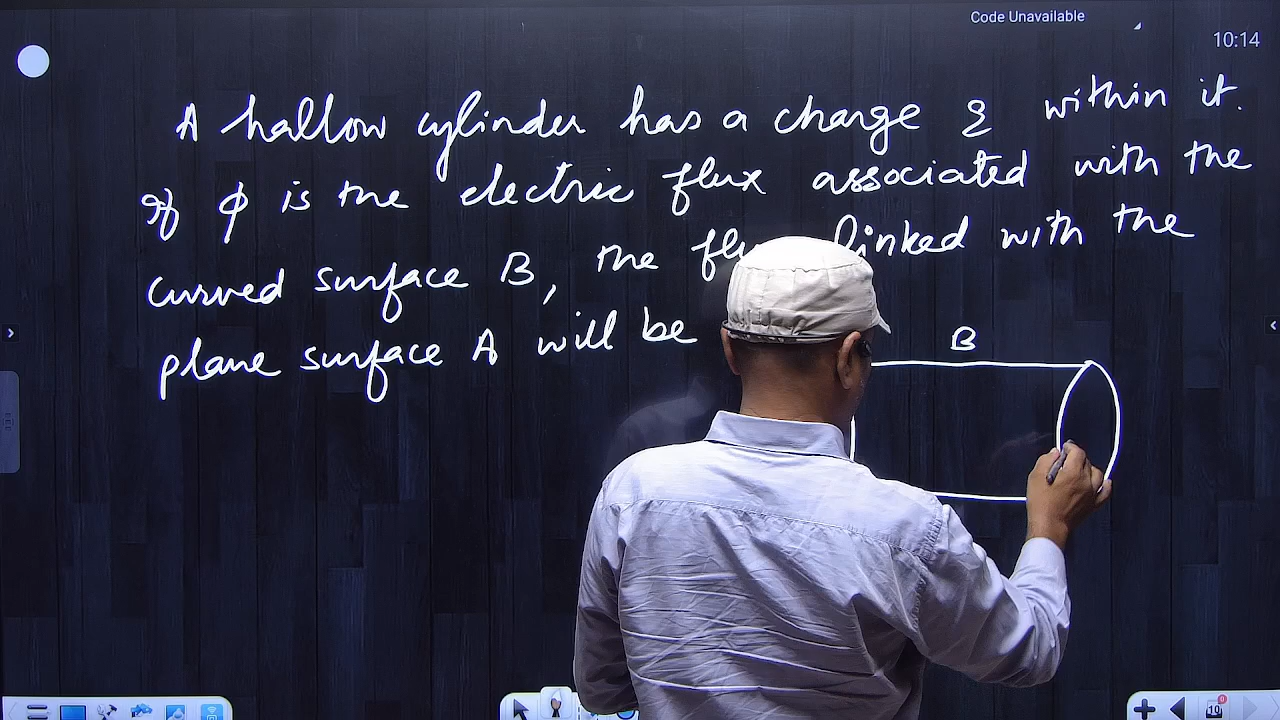 Code Unavailable
10:14
A hallow cylinder has a charge q within it.
If ϕ is the electric flux associated with the
curved surface B, the linked with the
plane surface A will be
B